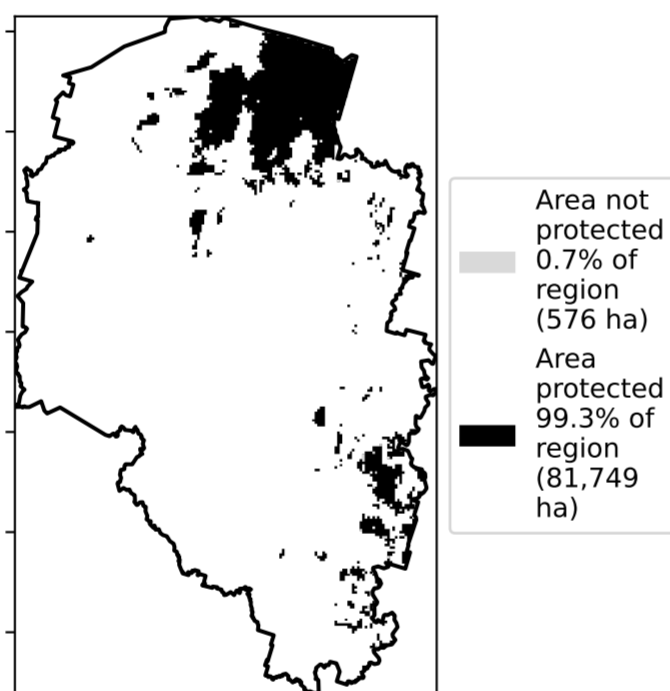 Area not
protected
0.7% of
region
(576 ha)
Area
protected
99.3% of
region
(81,749
ha)